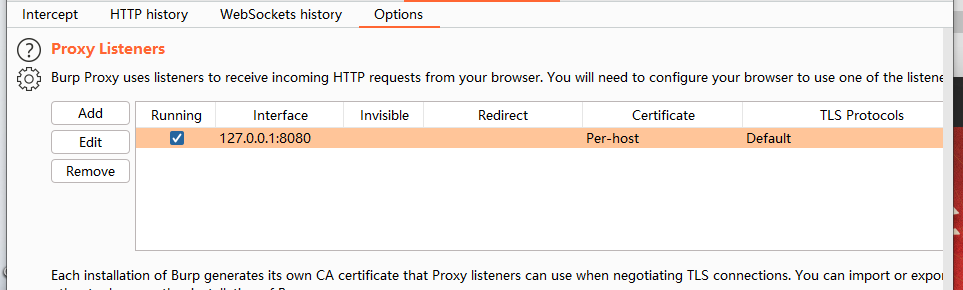 Intercept HTTP history WebSockets history Options
Proxy Listeners
Burp Proxy uses listeners to receive incoming HTTP requests from your browser. You will need to configure your browser to use one of the listene
Add
Running Interface Invisible Redirect Certificate TLS Protocols
Edit
127.0.0.1:8080 Per-host Default
Remove
Each installation of Burp generates its own CA certificate that Proxy listeners can use when negotiating TLS connections. You can import or expor